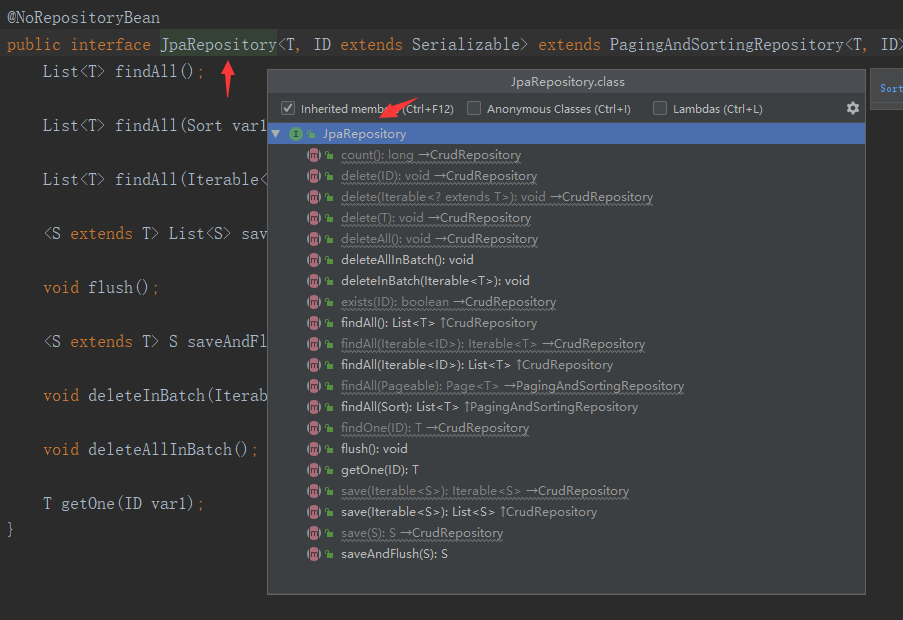 @NoRepositoryBean
public interface JpaRepository<T, ID extends Serializable> extends PagingAndSortingRepository<T, ID>
List<T> findAll();
List<T> findAll(Sort var1
List<T> findAll(Iterable<
<S extends T> List<S> sav
void flush();
<S extends T> S saveAndFl
void deleteInBatch(Iterab
void deleteAllInBatch();
T getOne(ID var1);
}
JpaRepository.class
Inherited memb (Ctrl+F12) Anonymous Classes (Ctrl+I) Lambdas (Ctrl+L)
Sort
JpaRepository
count(): long →CrudRepository
delete(ID): void →CrudRepository
delete(Iterable<? extends T>): void →CrudRepository
delete(T): void →CrudRepository
deleteAll(): void →CrudRepository
deleteAllInBatch(): void
deleteInBatch(Iterable<T>): void
exists(ID): boolean →CrudRepository
findAll(): List<T> ↑CrudRepository
findAll(Iterable<ID>): Iterable<T> →CrudRepository
findAll(Iterable<ID>): List<T> ↑CrudRepository
findAll(Pageable): Page<T> →PagingAndSortingRepository
findAll(Sort): List<T> ↑PagingAndSortingRepository
findOne(ID): T →CrudRepository
flush(): void
getOne(ID): T
save(Iterable<S>): Iterable<S> →CrudRepository
save(Iterable<S>): List<S> ↑CrudRepository
save(S): S →CrudRepository
saveAndFlush(S): S